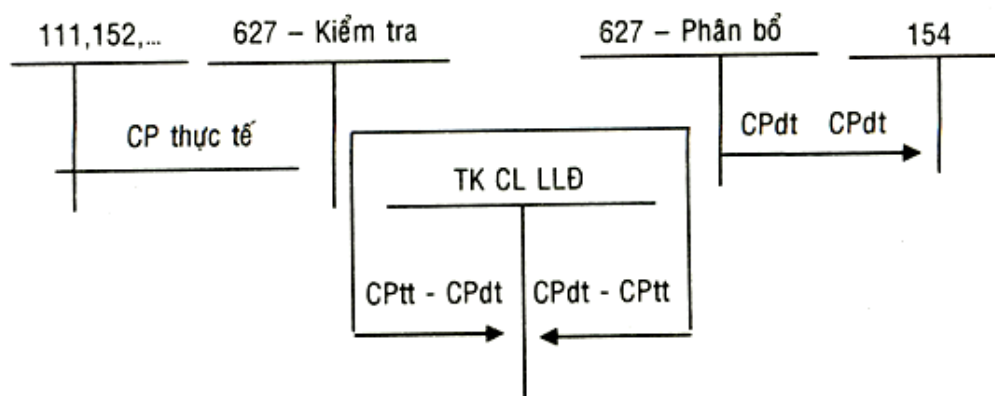 111,152,... 627 – Kiểm tra 627 – Phân bổ 154
CP thực tế CPdt CPdt
TK CL LLĐ
CPtt - CPdt CPdt - CPtt